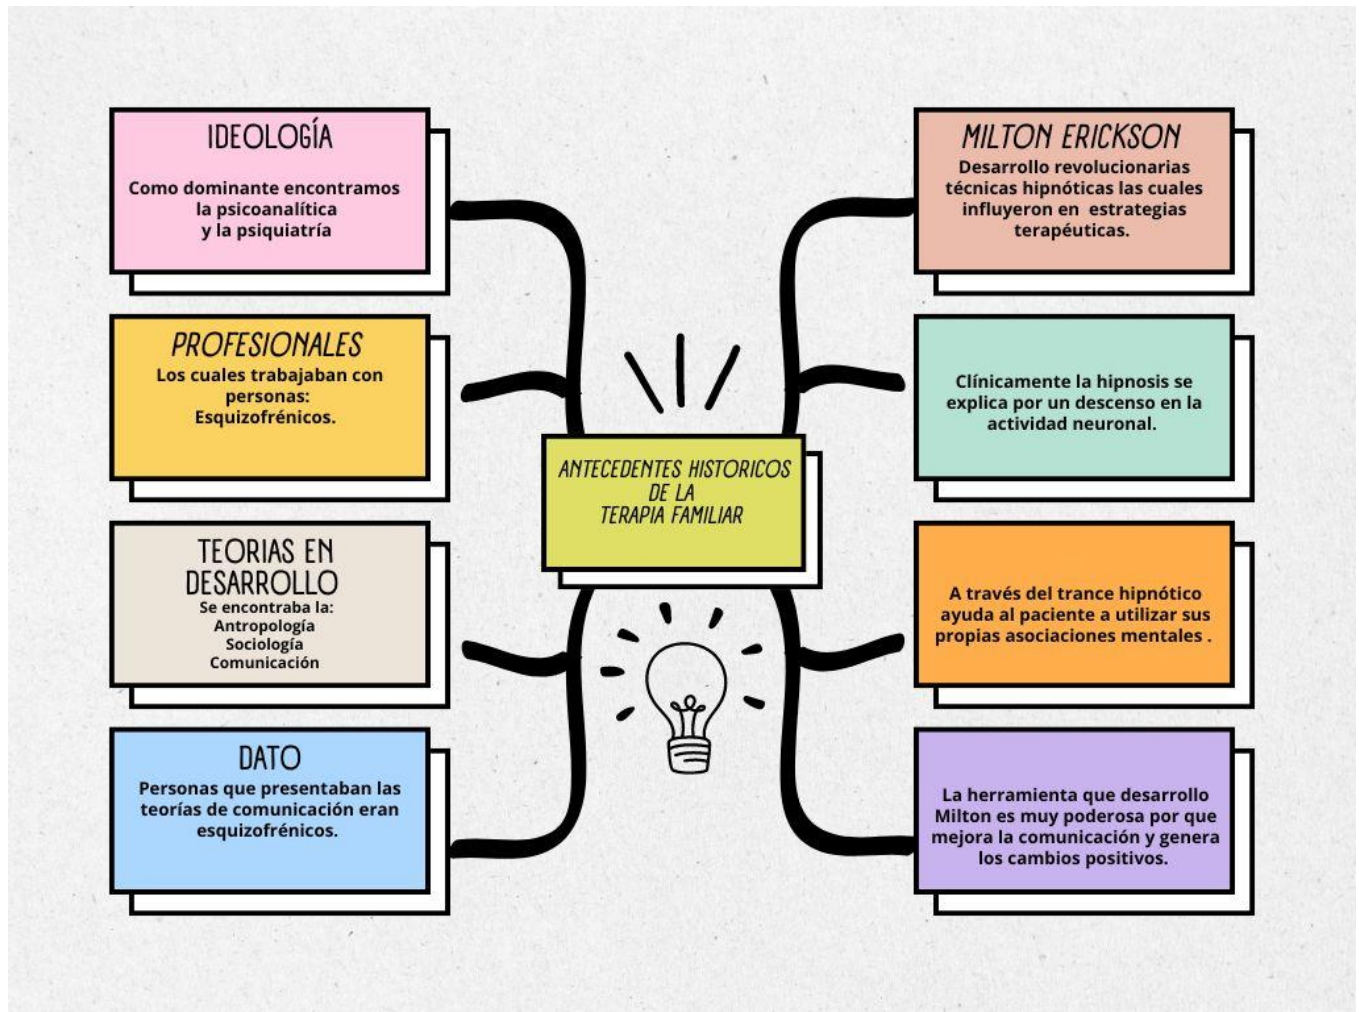 IDEOLOGÍA
Como dominante encontramos
la psicoanalítica
y la psiquiatría
PROFESIONALES
Los cuales trabajaban con
personas:
Esquizofrénicos.
TEORIAS EN
DESARROLLO
Se encontraba la:
Antropología
Sociología
Comunicación
DATO
Personas que presentaban las
teorías de comunicación eran
esquizofrénicos.
ANTECEDENTES HISTORICOS
DE LA
TERAPIA FAMILIAR
MILTON ERICKSON
Desarrollo revolucionarias
técnicas hipnóticas las cuales
influyeron en estrategias
terapéuticas.
Clínicamente la hipnosis se
explica por un descenso en la
actividad neuronal.
A través del trance hipnótico
ayuda al paciente a utilizar sus
propias asociaciones mentales .
La herramienta que desarrollo
Milton es muy poderosa por que
mejora la comunicación y genera
los cambios positivos.